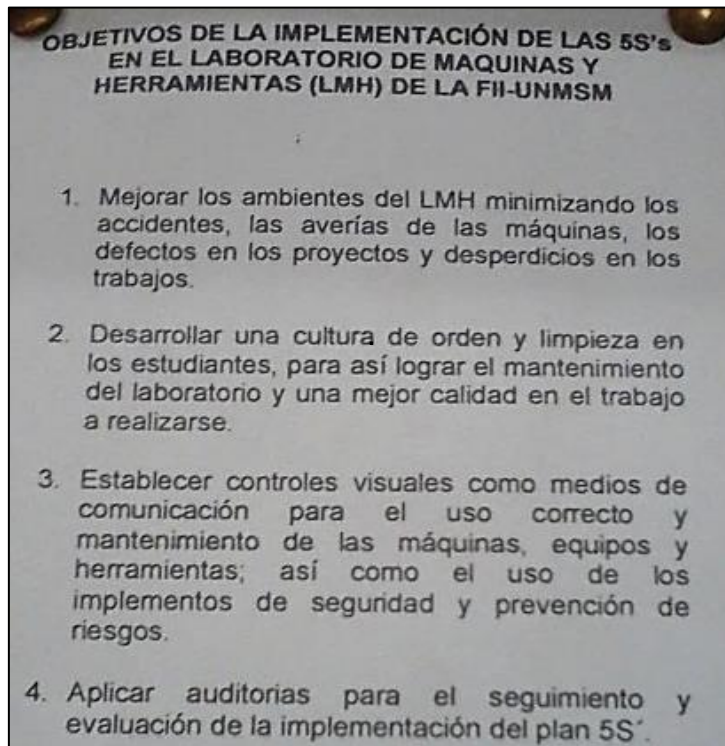 OBJETIVOS DE LA IMPLEMENTACIÓN DE LAS 5S's
EN EL LABORATORIO DE MAQUINAS Y
HERRAMIENTAS (LMH) DE LA FII-UNMSM
1. Mejorar los ambientes del LMH minimizando los
accidentes, las averías de las máquinas, los
defectos en los proyectos y desperdicios en los
trabajos.
2. Desarrollar una cultura de orden y limpieza en
los estudiantes, para así lograr el mantenimiento
del laboratorio y una mejor calidad en el trabajo
a realizarse.
3. Establecer controles visuales como medios de
comunicación para el uso correcto y
mantenimiento de las máquinas, equipos y
herramientas; así como el uso de los
implementos de seguridad y prevención de
riesgos.
4. Aplicar auditorias para el seguimiento y
evaluación de la implementación del plan 5S´.